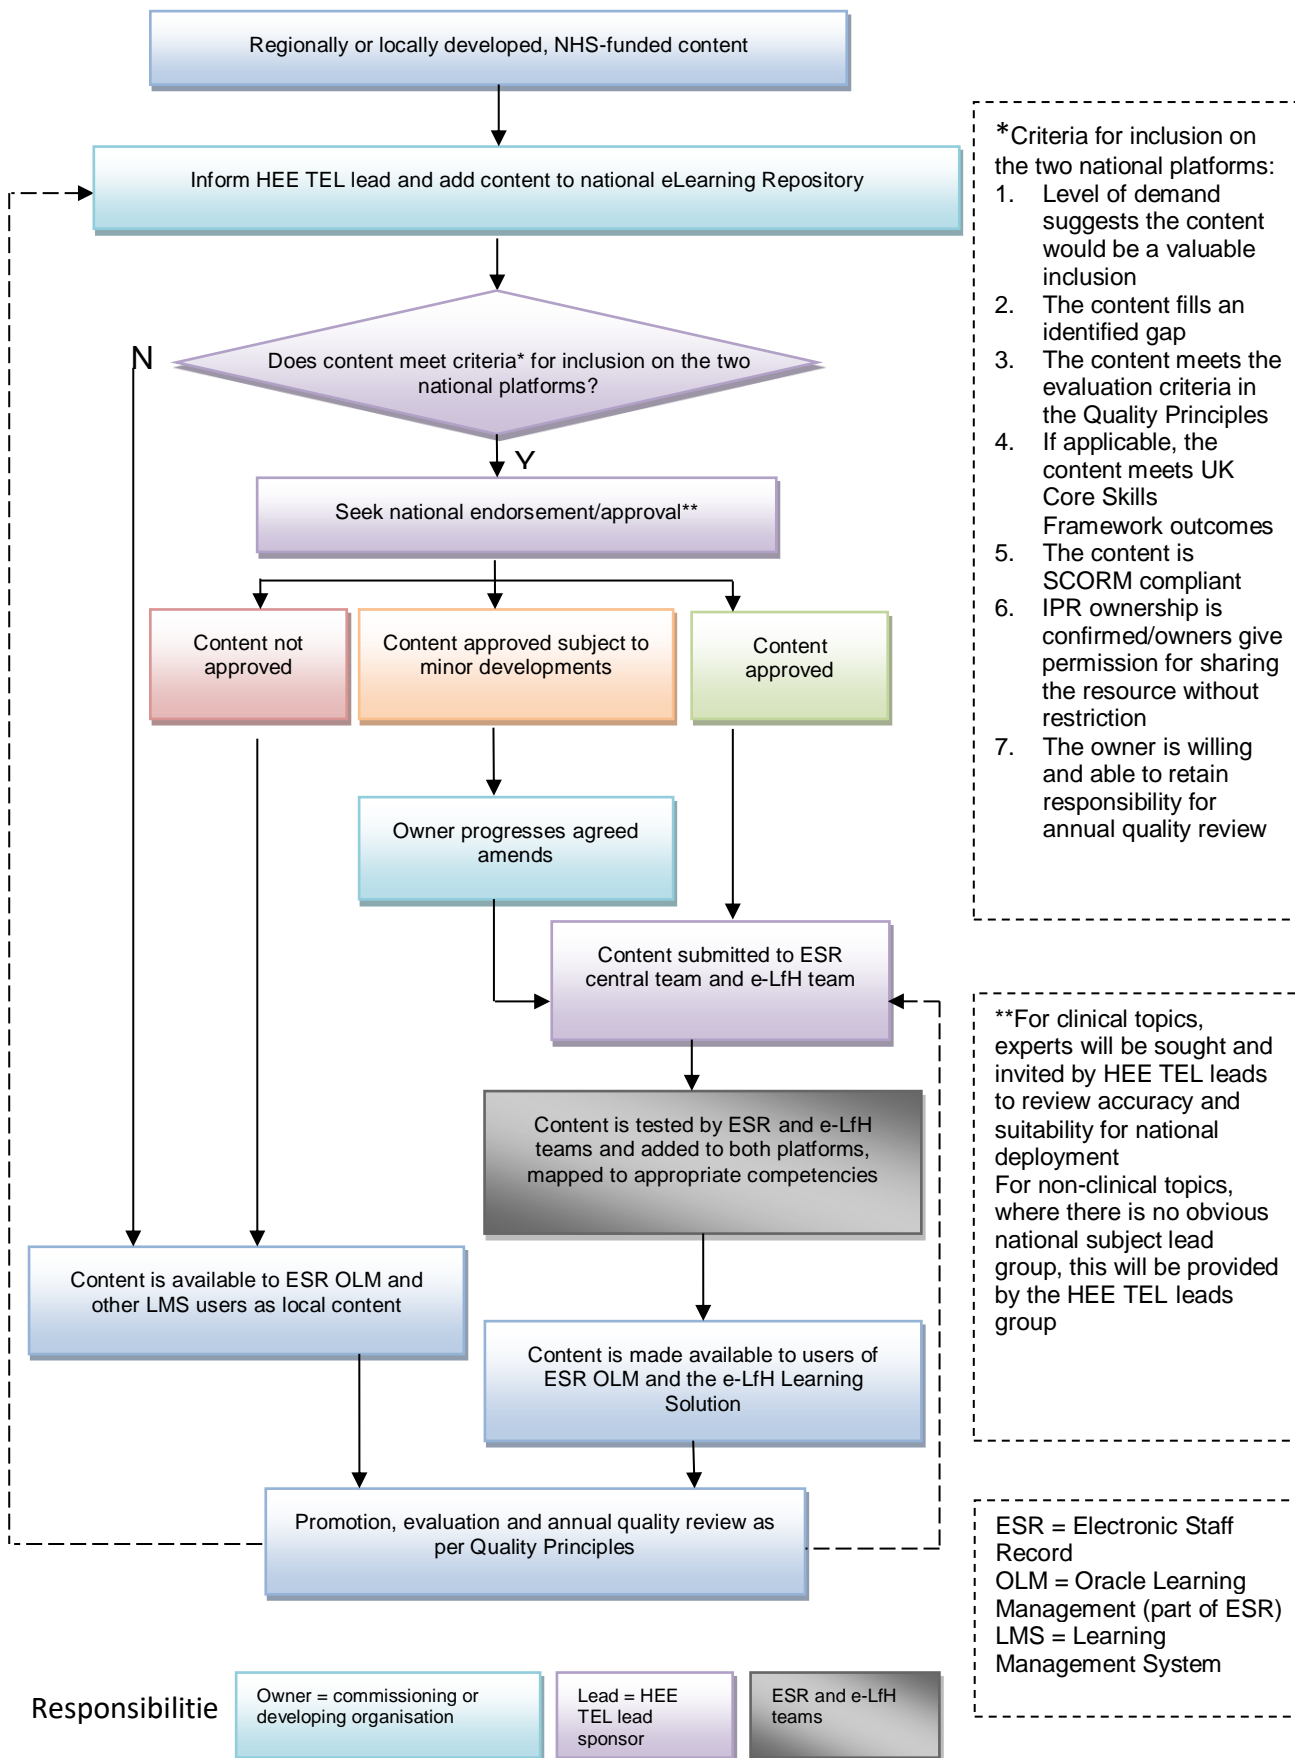 Regionally or locally developed, NHS-funded content
Inform HEE TEL lead and add content to national eLearning Repository
Does content meet criteria* for inclusion on the two
national platforms?
N
Y
Seek national endorsement/approval**
Content not
approved
Content approved subject to
minor developments
Content
approved
Owner progresses agreed
amends
Content submitted to ESR
central team and e-LfH team
Content is tested by ESR and e-LfH
teams and added to both platforms,
mapped to appropriate competencies
Content is available to ESR OLM and
other LMS users as local content
Content is made available to users of
ESR OLM and the e-LfH Learning
Solution
Promotion, evaluation and annual quality review as
per Quality Principles
*Criteria for inclusion on
the two national platforms:
1. Level of demand
suggests the content
would be a valuable
inclusion
2. The content fills an
identified gap
3. The content meets the
evaluation criteria in
the Quality Principles
4. If applicable, the
content meets UK
Core Skills
Framework outcomes
5. The content is
SCORM compliant
6. IPR ownership is
confirmed/owners give
permission for sharing
the resource without
restriction
7. The owner is willing
and able to retain
responsibility for
annual quality review
**For clinical topics,
experts will be sought and
invited by HEE TEL leads
to review accuracy and
suitability for national
deployment
For non-clinical topics,
where there is no obvious
national subject lead
group, this will be provided
by the HEE TEL leads
group
ESR = Electronic Staff
Record
OLM = Oracle Learning
Management (part of ESR)
LMS = Learning
Management System
Responsibilitie
Owner = commissioning or
developing organisation
Lead = HEE
TEL lead
sponsor
ESR and e-LfH
teams